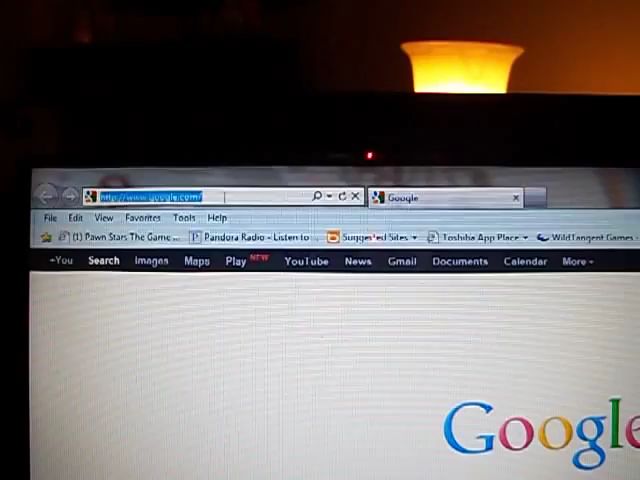 http://www.google.com/ Google
File Edit View Favorites Tools Help
(1) Pawn Stars The Game ... Pandora Radio - Listen to ... Suggested Sites Toshiba App Place WildTangent Games
+You Search Images Maps Play NEW YouTube News Gmail Documents Calendar More
Google